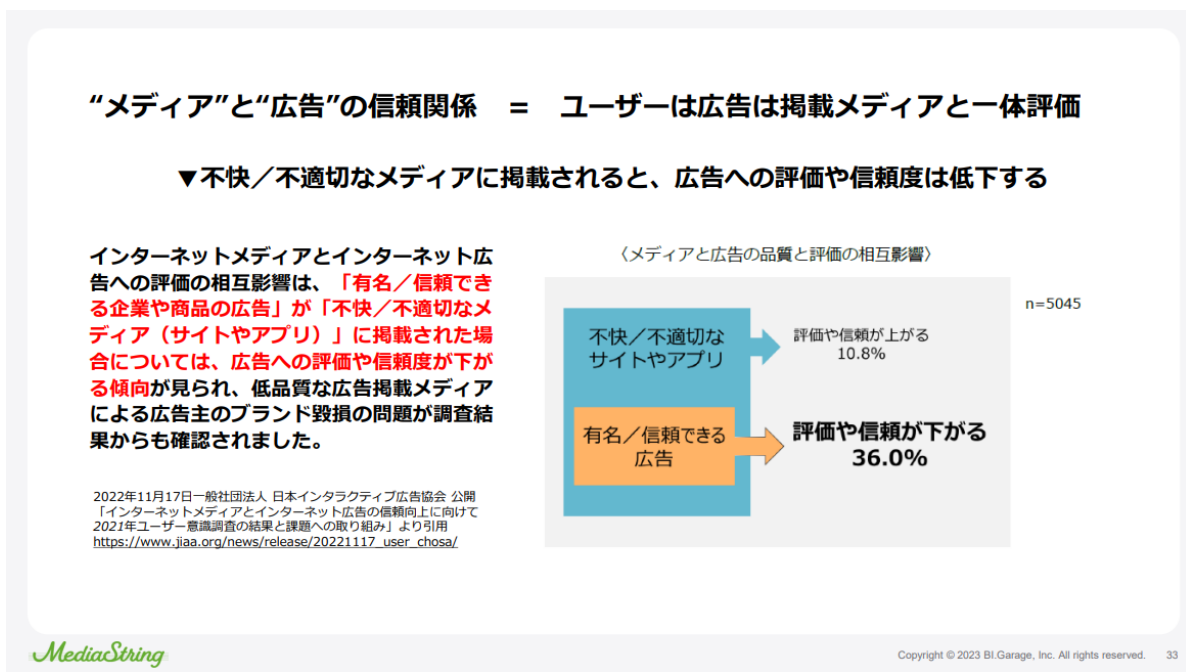 “メディア”と“広告”の信頼関係　=　ユーザーは広告は掲載メディアと一体評価
▼不快／不適切なメディアに掲載されると、広告への評価や信頼度は低下する
インターネットメディアとインターネット広
告への評価の相互影響は、「有名／信頼でき
る企業や商品の広告」が「不快／不適切なメ
ディア（サイトやアプリ）」に掲載された場
合については、広告への評価や信頼度が下が
る傾向が見られ、低品質な広告掲載メディア
による広告主のブランド毀損の問題が調査結
果からも確認されました。
2022年11月17日一般社団法人 日本インタラクティブ広告協会 公開
「インターネットメディアとインターネット広告の信頼向上に向けて
2021年ユーザー意識調査の結果と課題への取り組み」より引用
https://www.jiaa.org/news/release/20221117_user_chosa/
〈メディアと広告の品質と評価の相互影響〉
n=5045
不快／不適切な
サイトやアプリ
評価や信頼が上がる
10.8%
有名／信頼できる
広告
評価や信頼が下がる
36.0%
MediaString
Copyright © 2023 BI.Garage, Inc. All rights reserved.
33